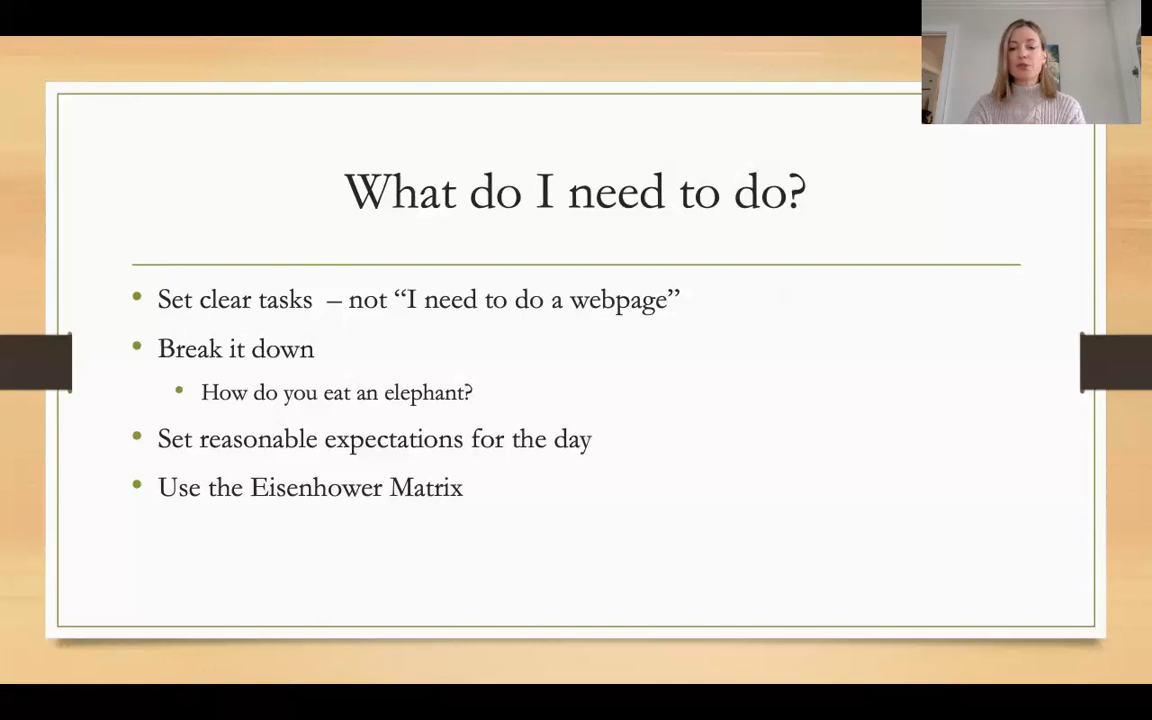 What do I need to do?
• Set clear tasks – not “I need to do a webpage”
• Break it down
• How do you eat an elephant?
• Set reasonable expectations for the day
• Use the Eisenhower Matrix